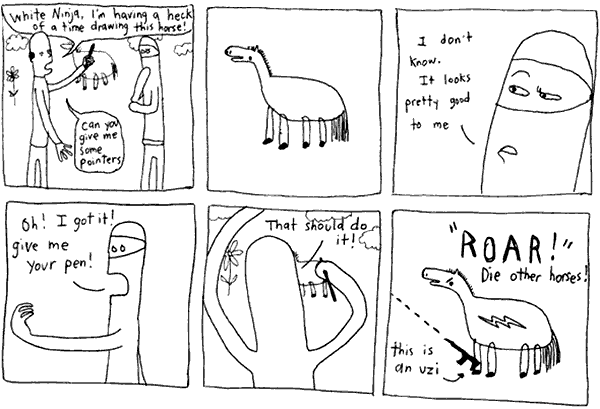 White Ninja, I'm having a heck
of a time drawing this horse!
Can you
give me
some
pointers
I don't
know.
It looks
pretty good
to me
Oh! I got it!
give me
your pen!
That should do
it!
"ROAR!"
Die other horses!
this is
an uzi